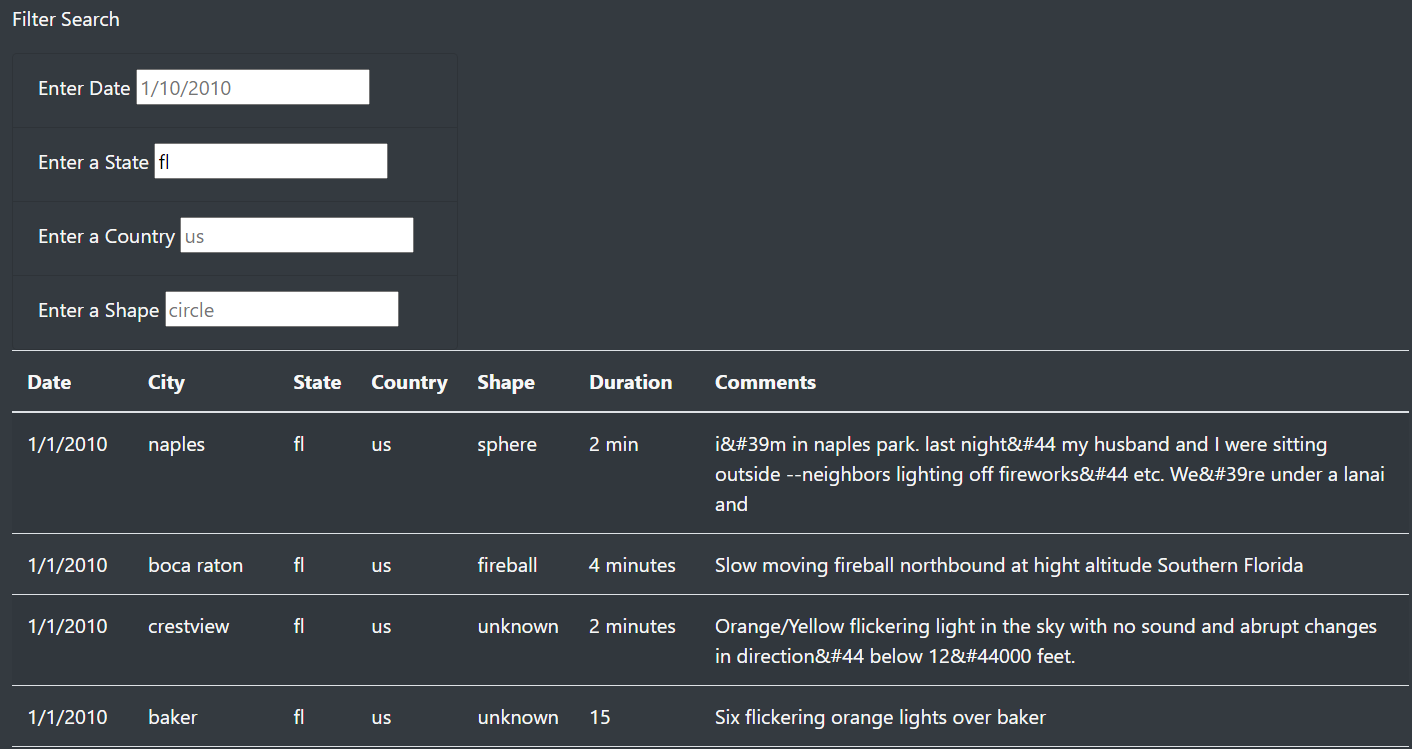 Filter Search
Enter Date 1/10/2010
Enter a State fl
Enter a Country us
Enter a Shape circle
Date City State Country Shape Duration Comments
1/1/2010 naples fl us sphere 2 min i&#39m in naples park. last night&#44 my husband and I were sitting
outside --neighbors lighting off fireworks&#44 etc. We&#39re under a lanai
and
1/1/2010 boca raton fl us fireball 4 minutes Slow moving fireball northbound at hight altitude Southern Florida
1/1/2010 crestview fl us unknown 2 minutes Orange/Yellow flickering light in the sky with no sound and abrupt changes
in direction&#44 below 12&#44000 feet.
1/1/2010 baker fl us unknown 15 Six flickering orange lights over baker